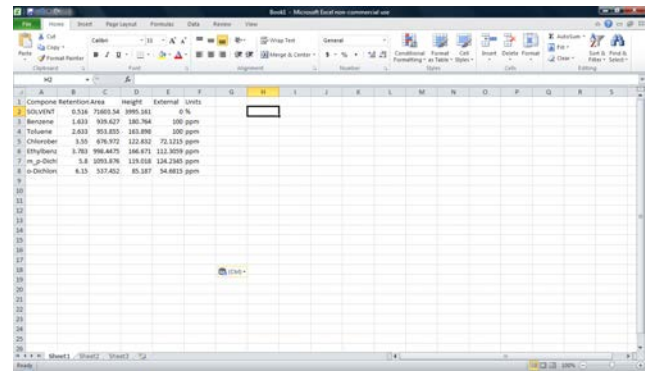 Book1 - Microsoft Excel non-commercial use
File Home Insert Page Layout Formulas Data Review View
Paste Cut Copy Format Painter Clipboard
Calibri 11 B I U Font
Wrap Text Merge & Center Alignment
General $ % , Number
Conditional Formatting Format as Table Cell Styles Styles
Insert Delete Format Cells
AutoSum Fill Clear Sort & Filter Find & Select Editing
H2 fx
A B C D E F G H I J K L M N O P Q R S T
1 Compone Retention Area Height External Units
2 SOLVENT 0.516 71603.54 3995.161 0 %
3 Benzene 1.633 939.627 180.764 100 ppm
4 Toluene 2.633 953.855 163.898 100 ppm
5 Chlorober 3.55 676.972 122.832 72.1215 ppm
6 Ethylbenz 3.783 998.4475 166.671 112.3059 ppm
7 m_p-Dichl 5.8 1093.876 119.018 124.2345 ppm
8 o-Dichlori 6.15 537.452 85.187 54.6815 ppm
9
10
11
12
13
14
15
16
17
18 (Ctrl)
19
20
21
22
23
24
25
26
Sheet1 Sheet2 Sheet3
Ready 100%